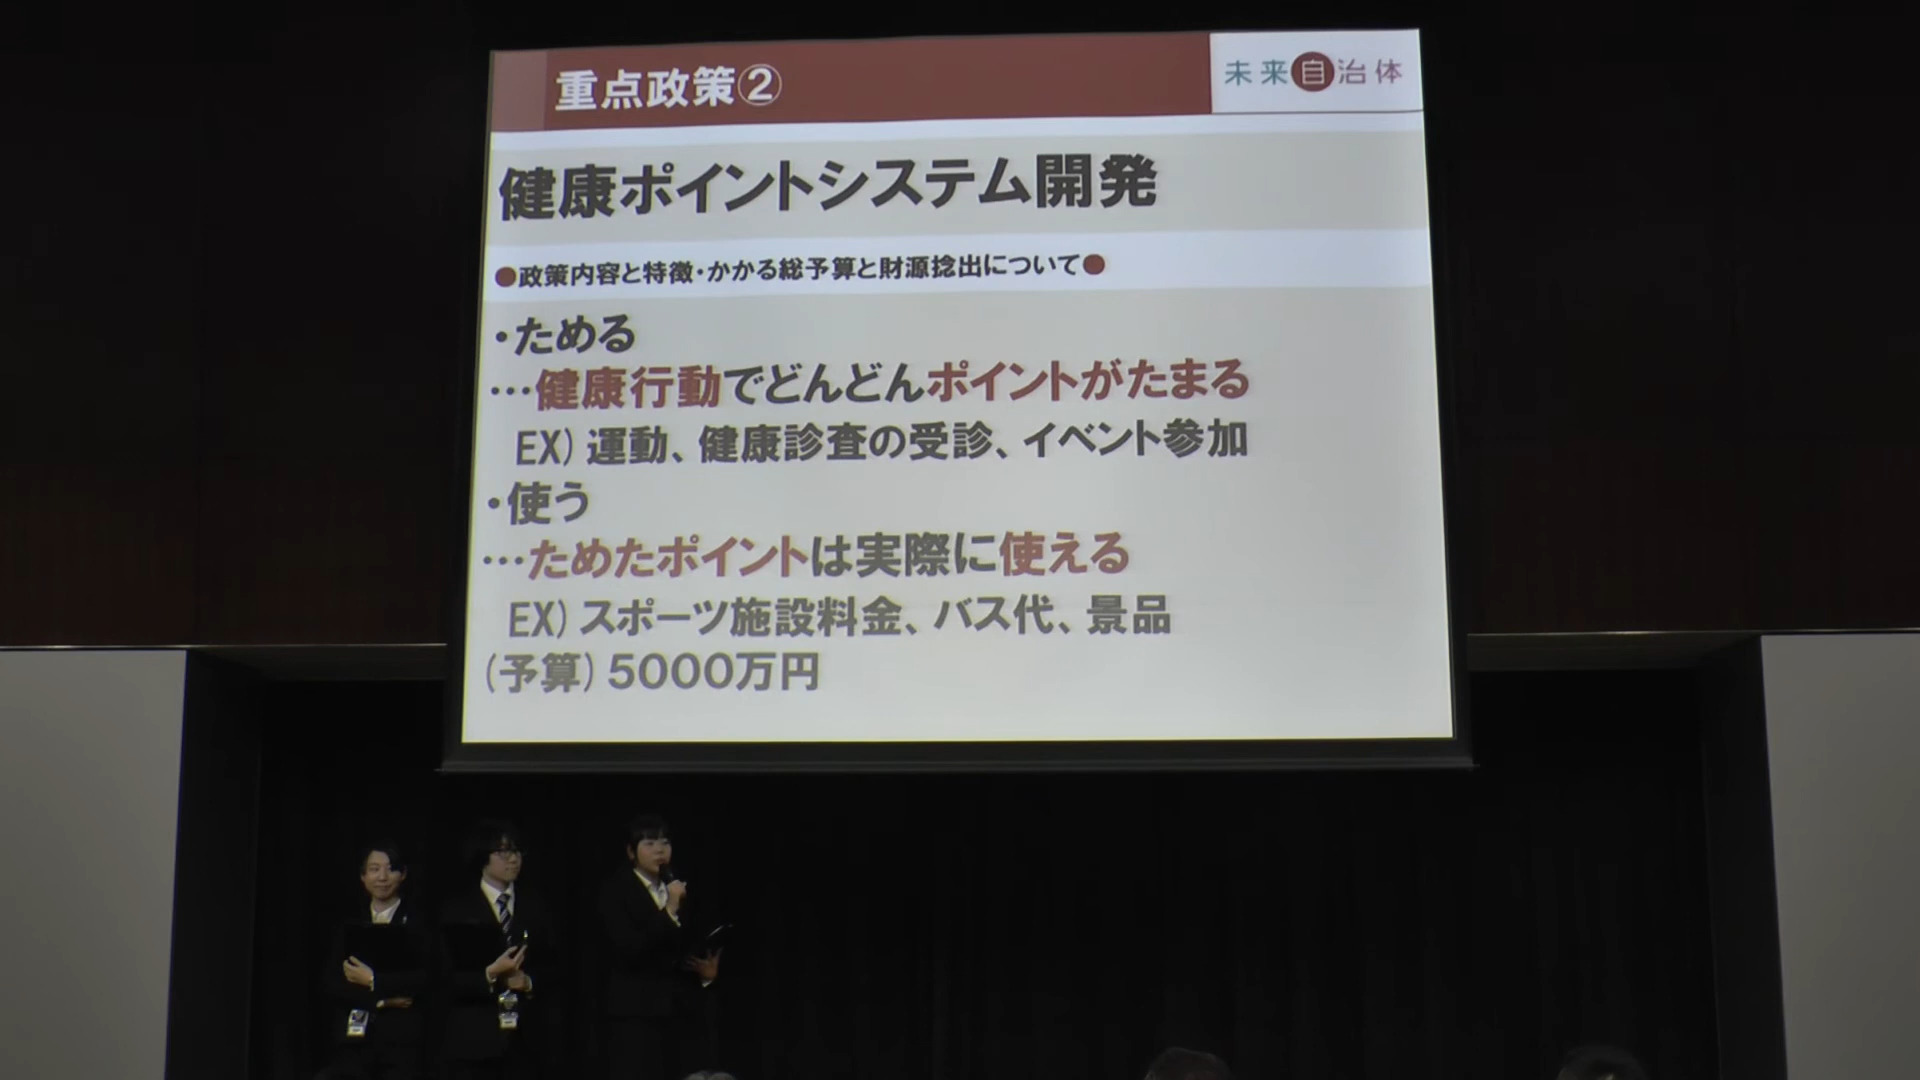 重点政策②
未来自治体
健康ポイントシステム開発
●政策内容と特徴・かかる総予算と財源捻出について●
・ためる
…健康行動でどんどんポイントがたまる
EX）運動、健康診査の受診、イベント参加
・使う
…ためたポイントは実際に使える
EX）スポーツ施設料金、バス代、景品
（予算）5000万円